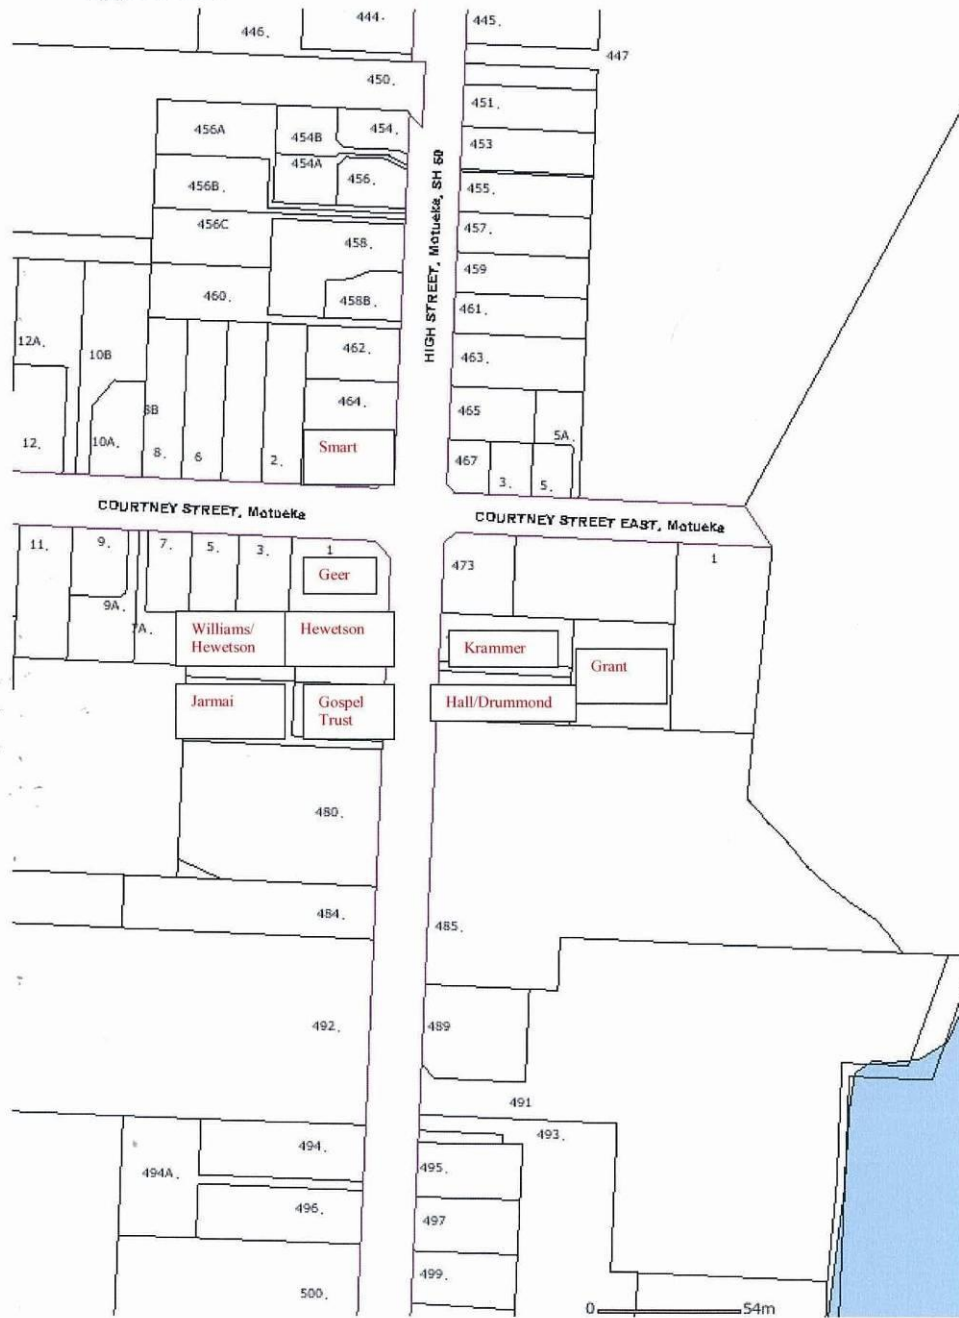 444.
445.
446.
447
450.
451.
456A
454B
454.
453
454A
456B.
456.
455.
456C
458.
457.
459
460.
458B.
461.
HIGH STREET, Motueka, SH 60
12A.
10B
462.
463.
8B
464.
465
5A.
12.
10A.
8.
6
2.
Smart
467
3.
5.
COURTNEY STREET, Motueka
COURTNEY STREET EAST, Motueka
11.
9.
7.
5.
3.
1
473
1
Geer
9A.
7A.
Williams/
Hewetson
Hewetson
Krammer
Grant
Jarmai
Gospel
Trust
Hall/Drummond
480.
484.
485.
492.
489
491
493.
494.
494A.
495.
496.
497
499.
500.
0 54m